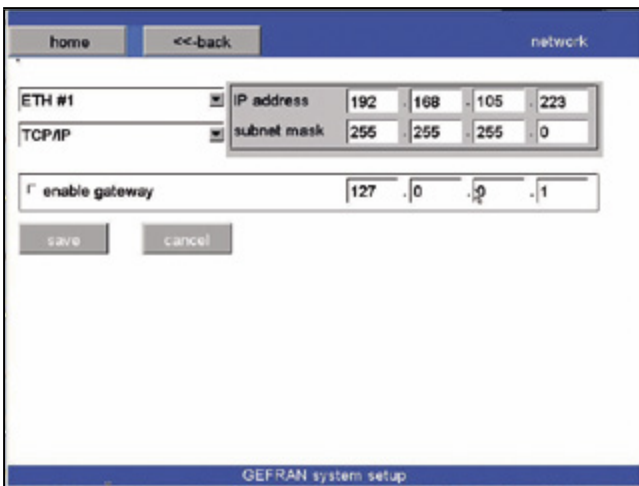 home <<-back network
ETH #1 IP address 192 . 168 . 105 . 223
TCP/IP subnet mask 255 . 255 . 255 . 0
enable gateway 127 . 0 . 0 . 1
save cancel
GEFRAN system setup